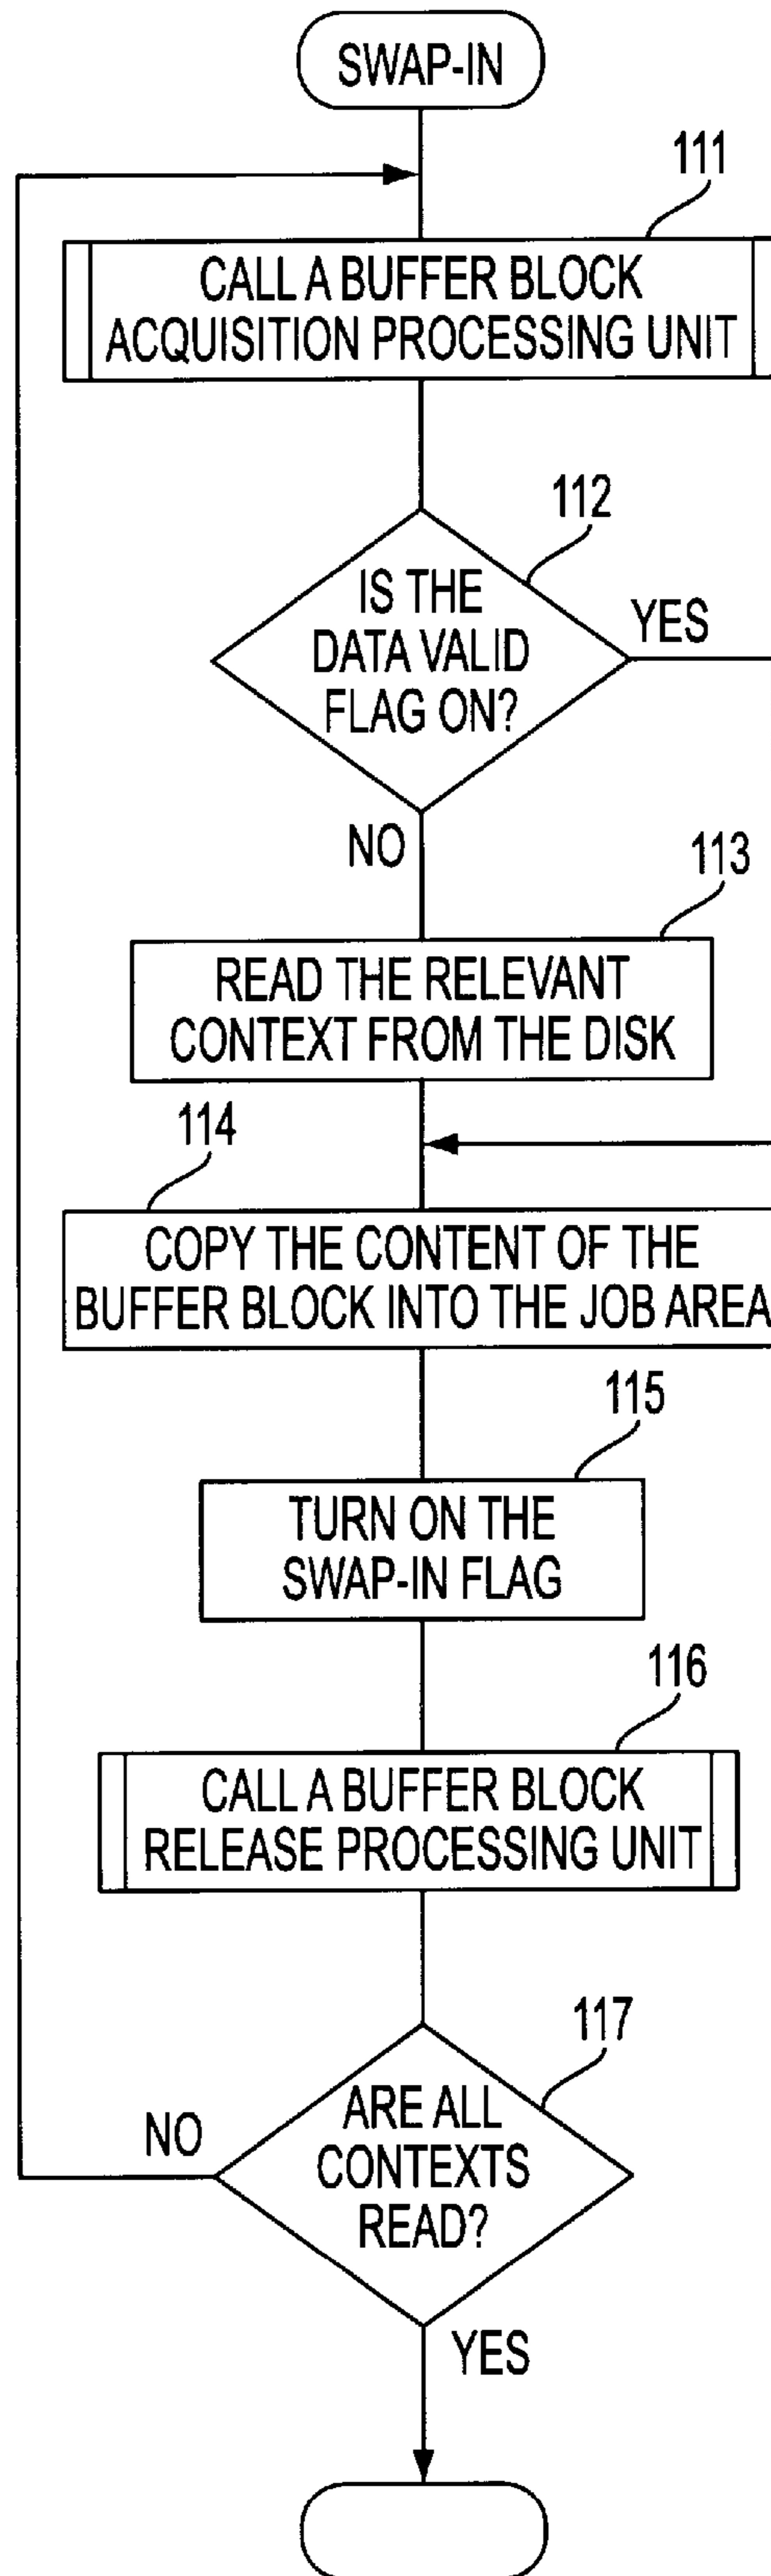 SWAP-IN
111
CALL A BUFFER BLOCK
ACQUISITION PROCESSING UNIT
112
IS THE
DATA VALID
FLAG ON?
YES
NO
113
READ THE RELEVANT
CONTEXT FROM THE DISK
114
COPY THE CONTENT OF THE
BUFFER BLOCK INTO THE JOB AREA
115
TURN ON THE
SWAP-IN FLAG
116
CALL A BUFFER BLOCK
RELEASE PROCESSING UNIT
117
ARE ALL
CONTEXTS
READ?
NO
YES